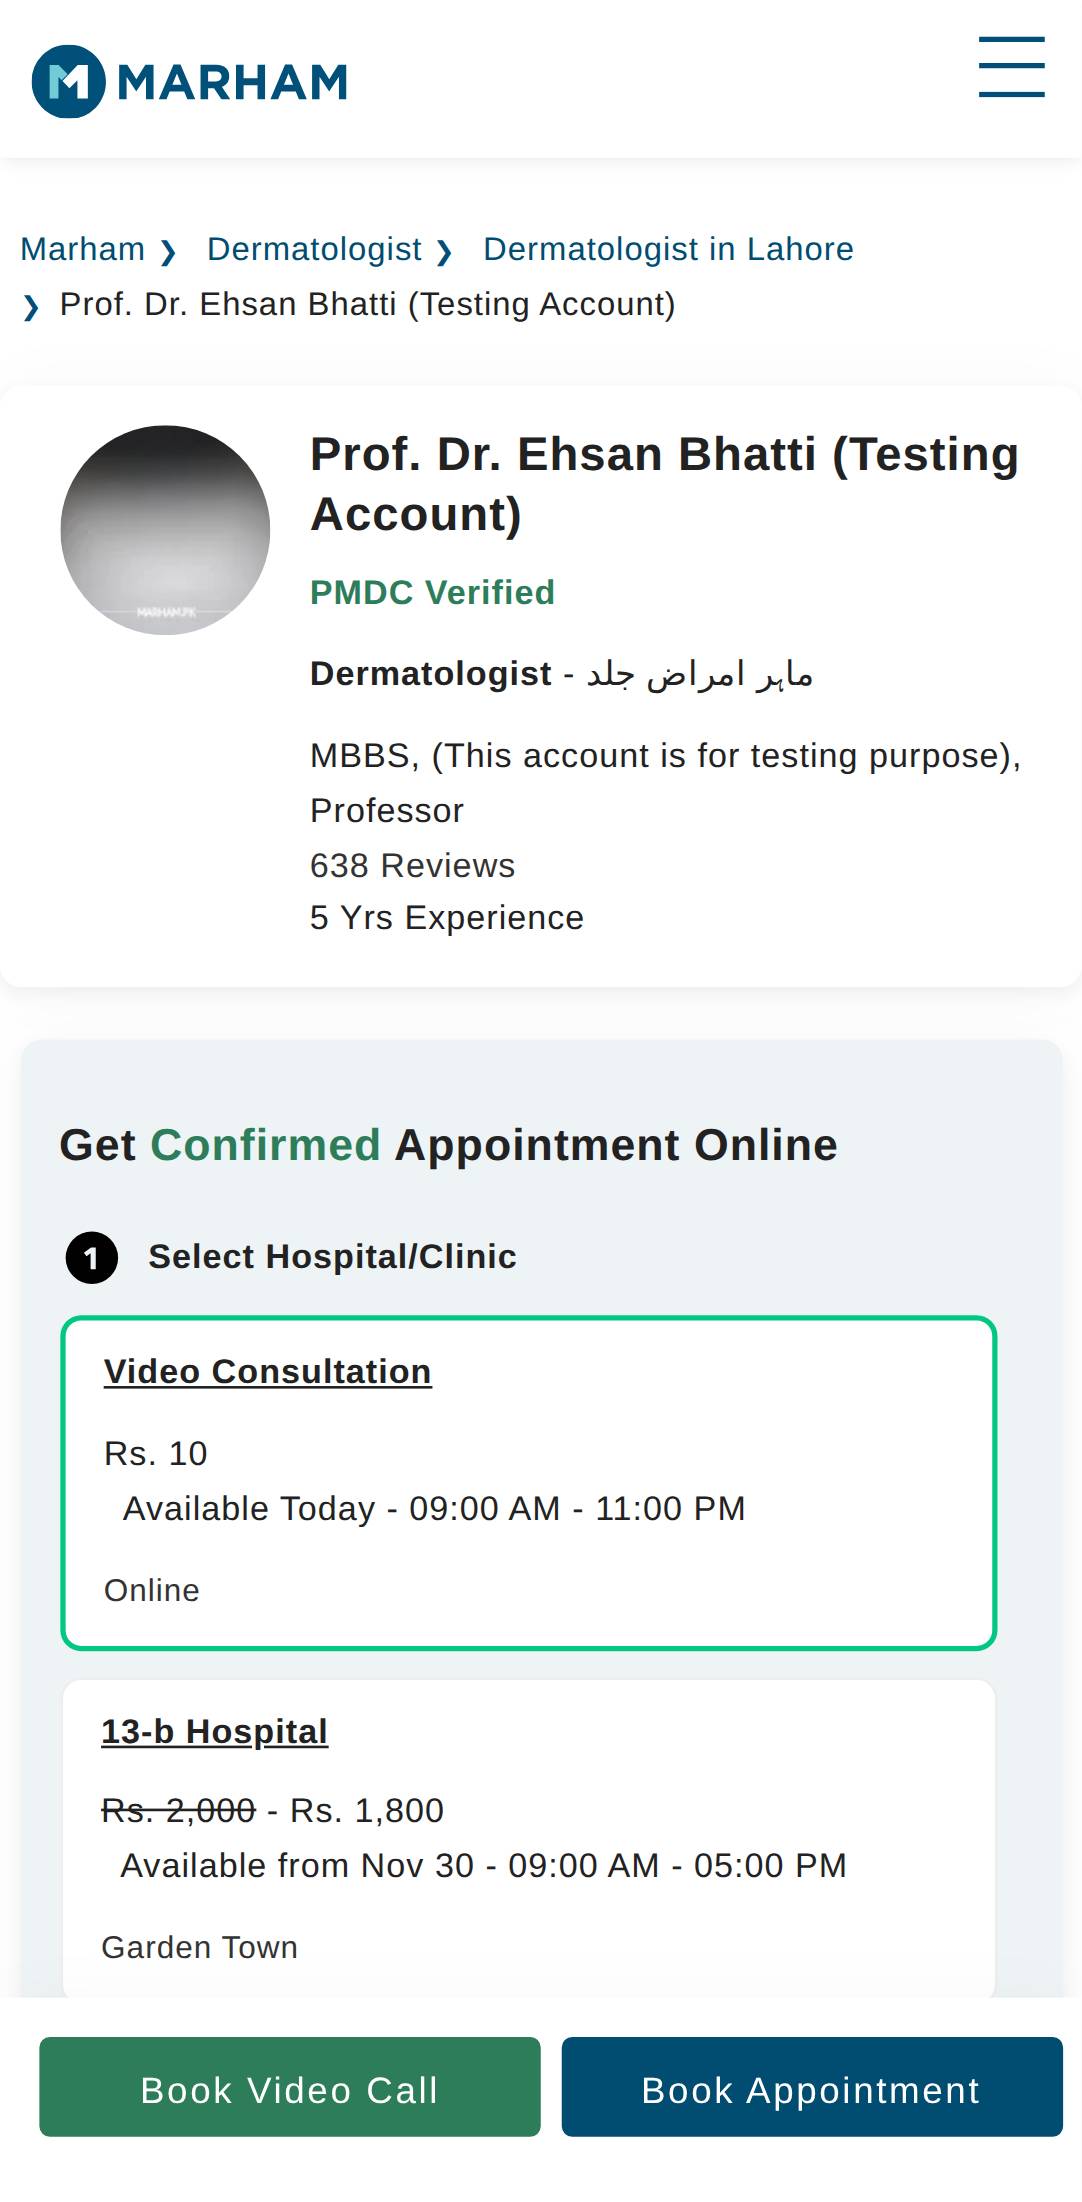 MARHAM
Marham ❯ Dermatologist ❯ Dermatologist in Lahore
❯ Prof. Dr. Ehsan Bhatti (Testing Account)
MARHAM.PK
Prof. Dr. Ehsan Bhatti (Testing
Account)
PMDC Verified
Dermatologist - ماہر امراض جلد
MBBS, (This account is for testing purpose),
Professor
638 Reviews
5 Yrs Experience
Get Confirmed Appointment Online
1 Select Hospital/Clinic
Video Consultation
Rs. 10
Available Today - 09:00 AM - 11:00 PM
Online
13-b Hospital
Rs. 2,000 - Rs. 1,800
Available from Nov 30 - 09:00 AM - 05:00 PM
Garden Town
Book Video Call
Book Appointment